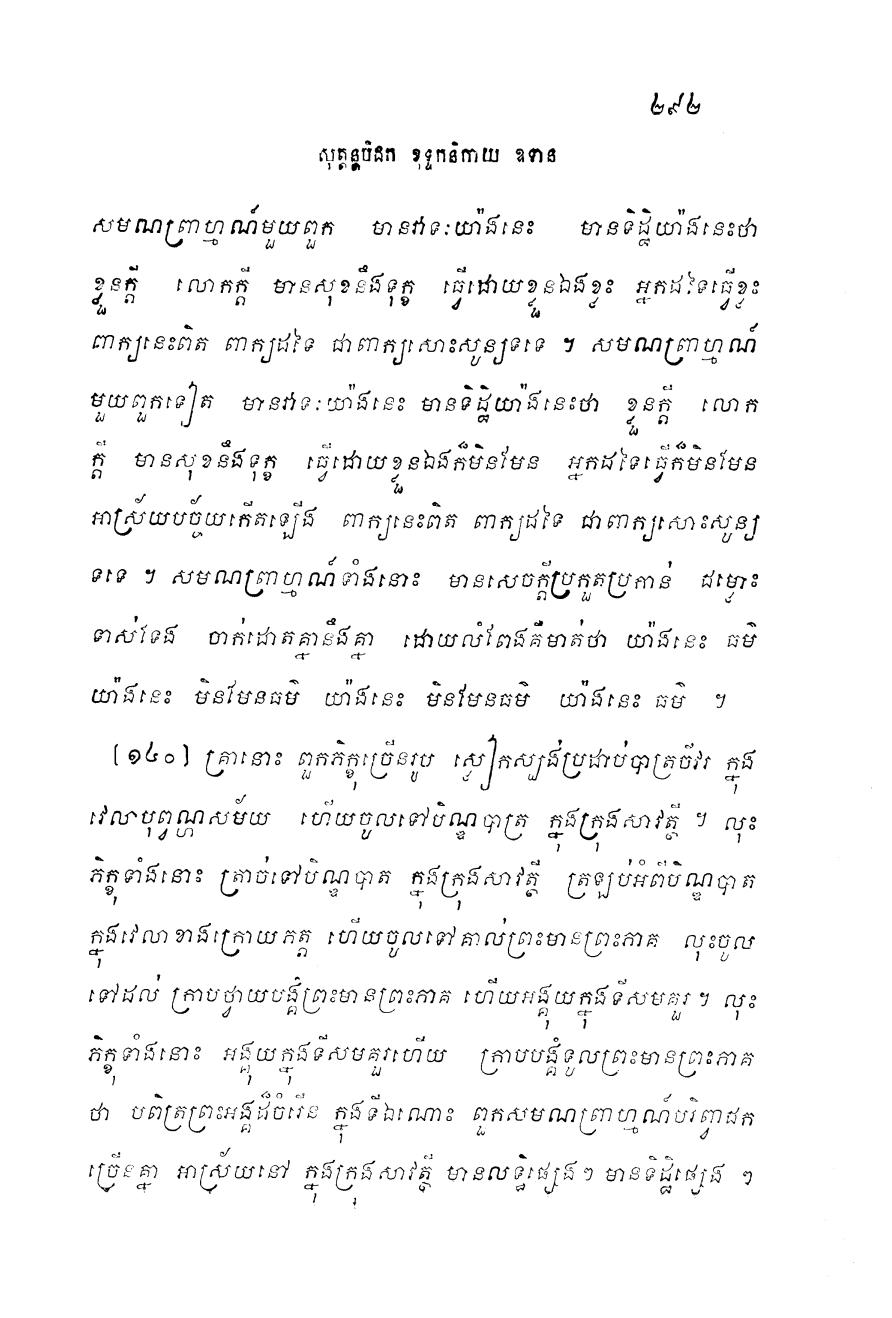 ២៩២
សុត្តន្តបិដក ខុទ្ទកនិកាយ ឧទាន
សមណព្រាហ្មណ៍មួយពួក មានវាទៈយ៉ាងនេះ មានទិដ្ឋិយ៉ាងនេះថា
ខ្លួនក្តី លោកក្តី មានសុខនឹងទុក្ខ ធ្វើដោយខ្លួនឯងខ្លះ អ្នកដទៃធ្វើខ្លះ
ពាក្យនេះពិត ពាក្យដទៃ ជាពាក្យសោះសូន្យទទេ ។ សមណព្រាហ្មណ៍
មួយពួកទៀត មានវាទៈយ៉ាងនេះ មានទិដ្ឋិយ៉ាងនេះថា ខ្លួនក្តី លោក
ក្តី មានសុខនឹងទុក្ខ ធ្វើដោយខ្លួនឯងក៏មិនមែន អ្នកដទៃធ្វើក៏មិនមែន
អាស្រ័យបច្ច័យកើតឡើង ពាក្យនេះពិត ពាក្យដទៃ ជាពាក្យសោះសូន្យ
ទទេ ។ សមណព្រាហ្មណ៍ទាំងនោះ មានសេចក្តីប្រកួតប្រកាន់ ជម្លោះ
ទាស់ទែង ចាក់ដោតគ្នានឹងគ្នា ដោយលំពែងគឺមាត់ថា យ៉ាងនេះ ធម៌
យ៉ាងនេះ មិនមែនធម៌ យ៉ាងនេះ មិនមែនធម៌ យ៉ាងនេះ ធម៌ ។
[១៤០] គ្រានោះ ពួកភិក្ខុច្រើនរូប ស្លៀកស្បង់ប្រដាប់បាត្រចីវរ ក្នុង
វេលាបុព្វណ្ហសម័យ ហើយចូលទៅបិណ្ឌបាត្រ ក្នុងក្រុងសាវត្ថី ។ លុះ
ភិក្ខុទាំងនោះ ត្រាច់ទៅបិណ្ឌបាត ក្នុងក្រុងសាវត្ថី ត្រឡប់អំពីបិណ្ឌបាត
ក្នុងវេលាខាងក្រោយភត្ត ហើយចូលទៅគាល់ព្រះមានព្រះភាគ លុះចូល
ទៅដល់ ក្រាបថ្វាយបង្គំព្រះមានព្រះភាគ ហើយអង្គុយក្នុងទីសមគួរ ។ លុះ
ភិក្ខុទាំងនោះ អង្គុយក្នុងទីសមគួរហើយ ក្រាបបង្គំទូលព្រះមានព្រះភាគ
ថា បពិត្រព្រះអង្គដ៏ចំរើន ក្នុងទីឯណោះ ពួកសមណព្រាហ្មណ៍បរិព្វាជក
ច្រើនគ្នា អាស្រ័យនៅ ក្នុងក្រុងសាវត្ថី មានលទ្ធិផ្សេងៗ មានទិដ្ឋិផ្សេង ៗ